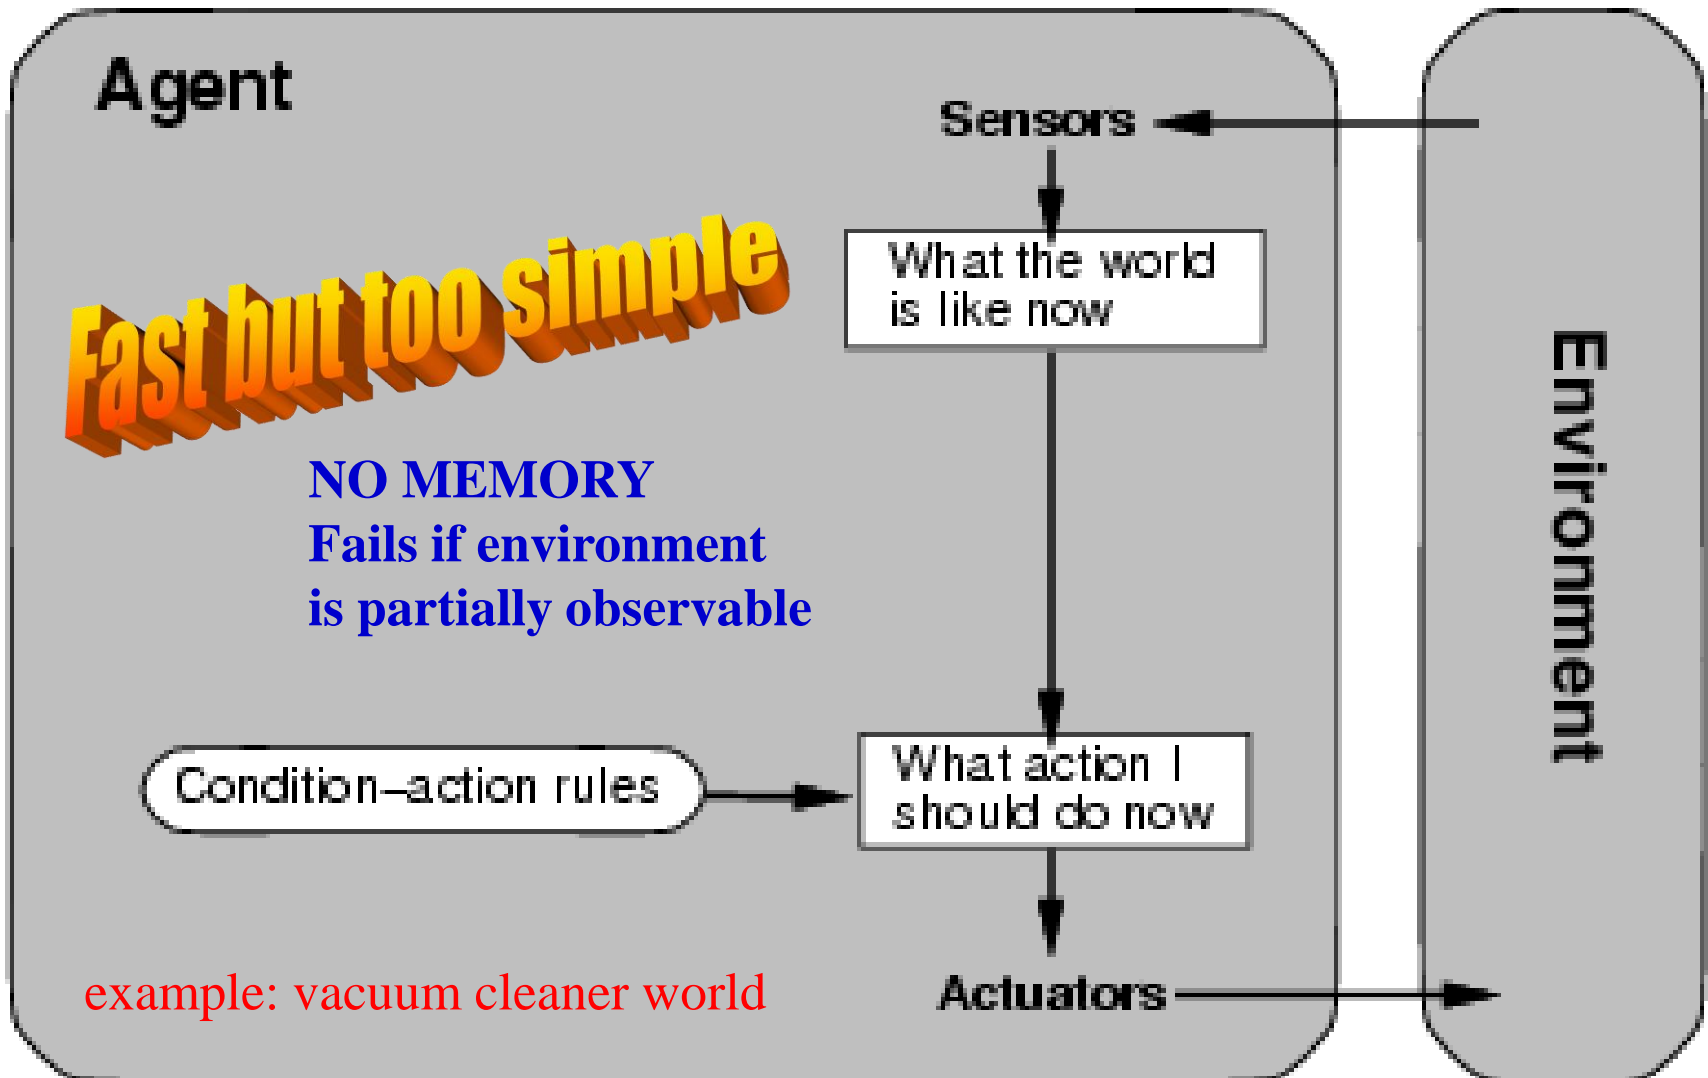 Agent
Sensors
Fast but too simple
What the world
is like now
NO MEMORY
Fails if environment
is partially observable
Environment
Condition–action rules
What action I
should do now
example: vacuum cleaner world
Actuators